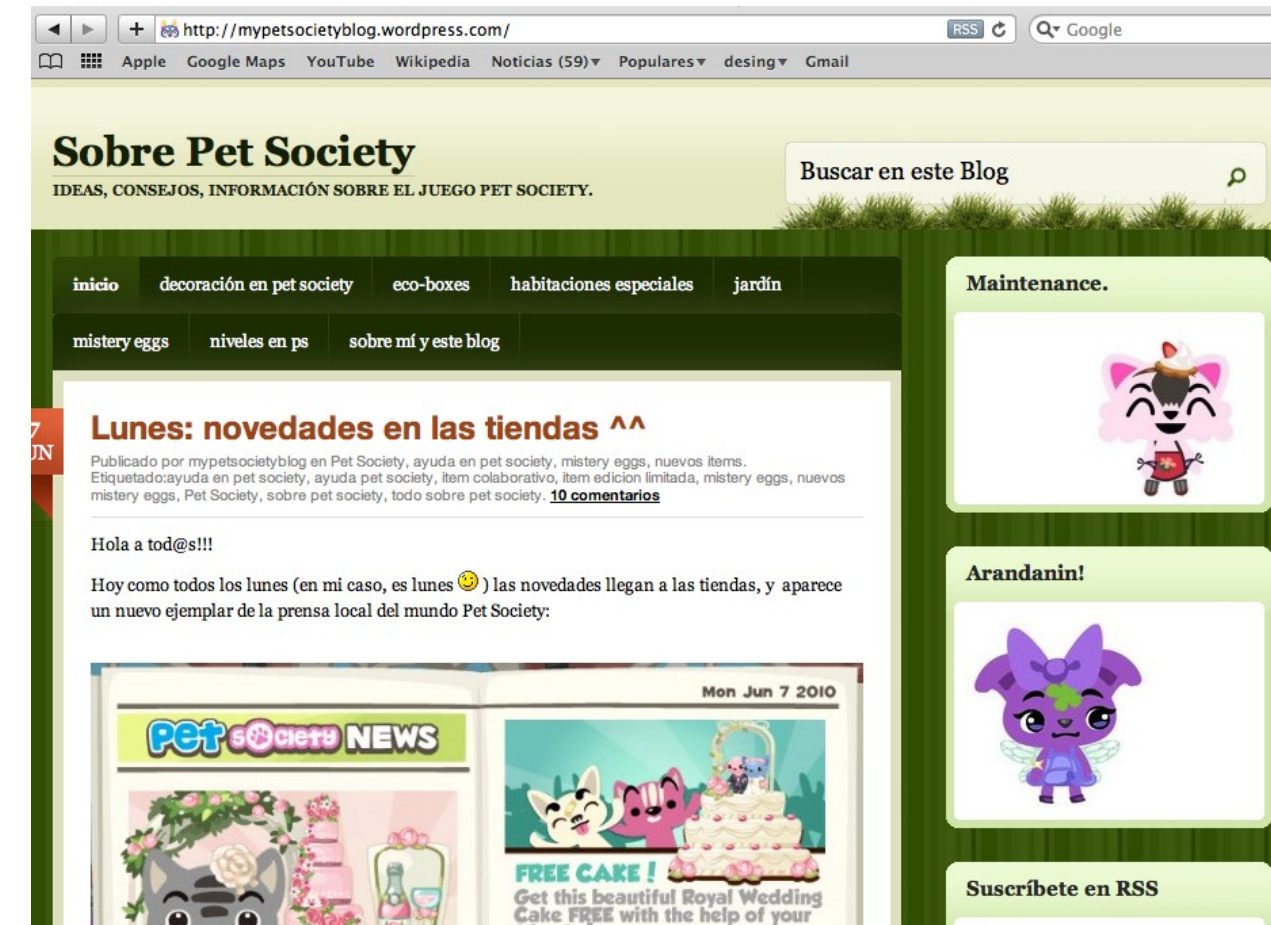 http://mypetsocietyblog.wordpress.com/
RSS
Google
Apple Google Maps YouTube Wikipedia Noticias (59) Populares desing Gmail
Sobre Pet Society
IDEAS, CONSEJOS, INFORMACIÓN SOBRE EL JUEGO PET SOCIETY.
Buscar en este Blog
inicio decoración en pet society eco-boxes habitaciones especiales jardín
mistery eggs niveles en ps sobre mí y este blog
7
UN
Lunes: novedades en las tiendas ^^
Publicado por mypetsocietyblog en Pet Society, ayuda en pet society, mistery eggs, nuevos items.
Etiquetado:ayuda en pet society, ayuda pet society, item colaborativo, item edicion limitada, mistery eggs, nuevos
mistery eggs, Pet Society, sobre pet society, todo sobre pet society. 10 comentarios
Hola a tod@s!!!
Hoy como todos los lunes (en mi caso, es lunes ) las novedades llegan a las tiendas, y aparece
un nuevo ejemplar de la prensa local del mundo Pet Society:
Mon Jun 7 2010
Pet Society NEWS
FREE CAKE!
Get this beautiful Royal Wedding
Cake FREE with the help of your
Maintenance.
Arandanin!
Suscríbete en RSS